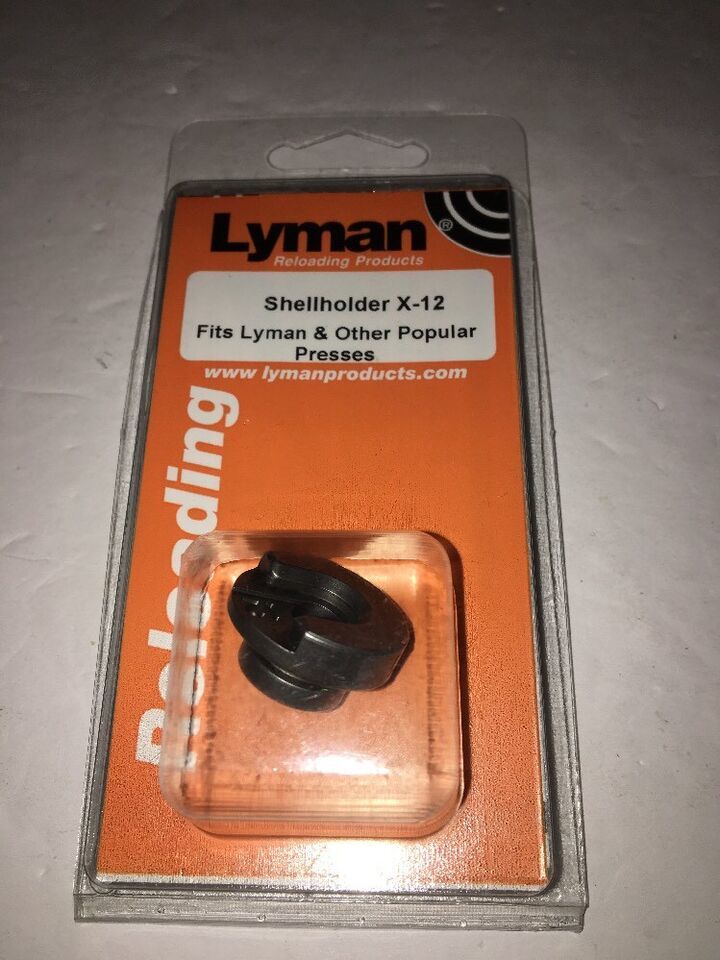 Lyman®
Reloading Products
Shellholder X-12
Fits Lyman & Other Popular
Presses
www.lymanproducts.com
Reloading